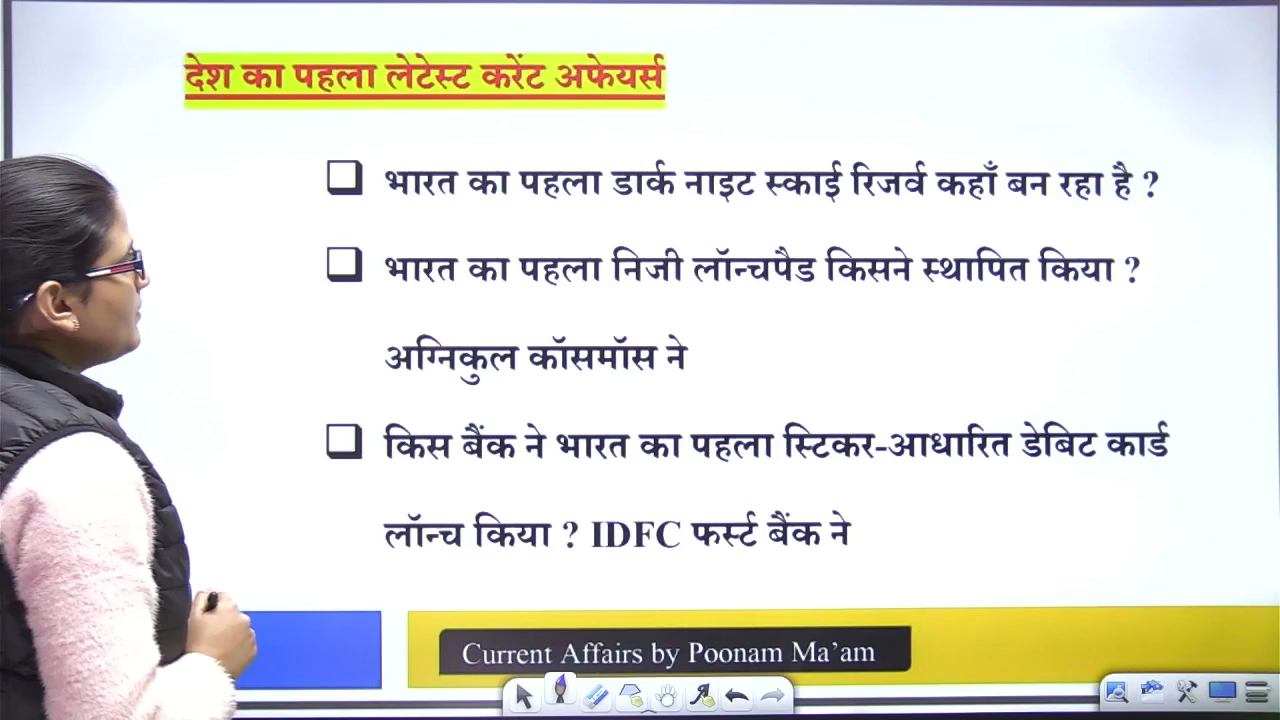 देश का पहला लेटेस्ट करेंट अफेयर्स
भारत का पहला डार्क नाइट स्काई रिजर्व कहाँ बन रहा है ?
भारत का पहला निजी लॉन्चपैड किसने स्थापित किया ?
अग्निकुल कॉसमॉस ने
किस बैंक ने भारत का पहला स्टिकर-आधारित डेबिट कार्ड
लॉन्च किया ? IDFC फर्स्ट बैंक ने
Current Affairs by Poonam Ma’am